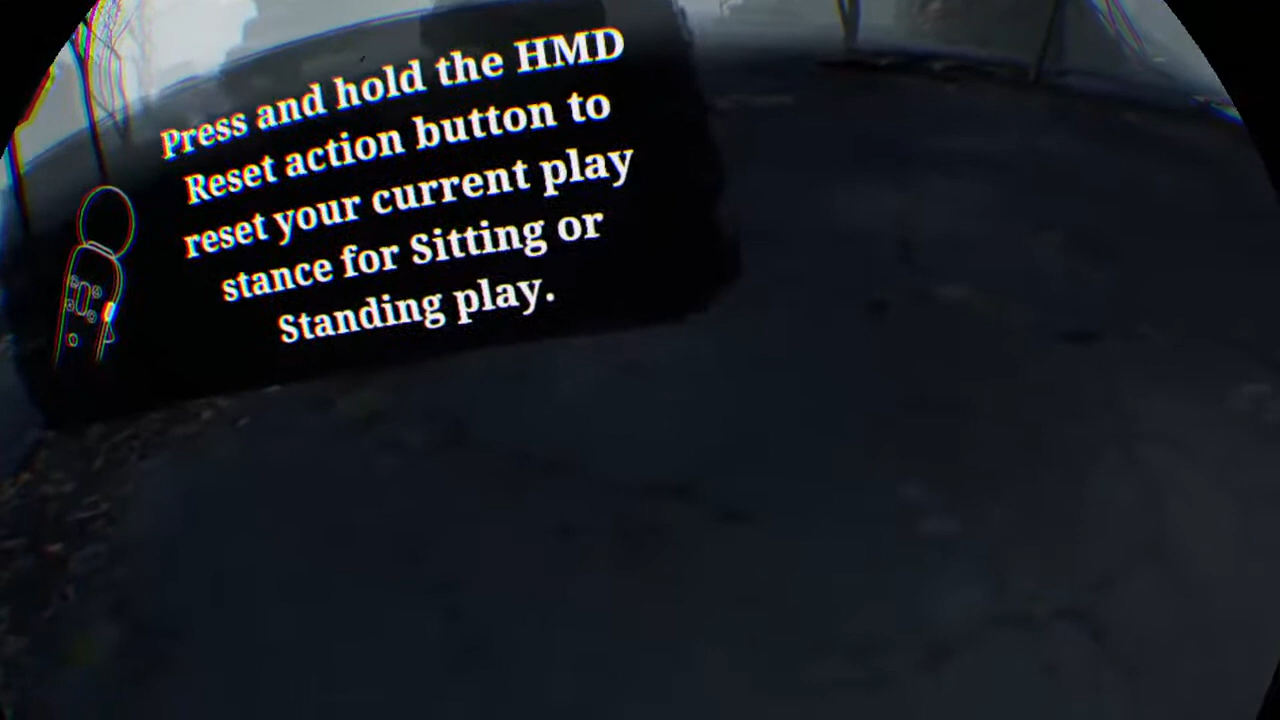 Press and hold the HMD
Reset action button to
reset your current play
stance for Sitting or
Standing play.